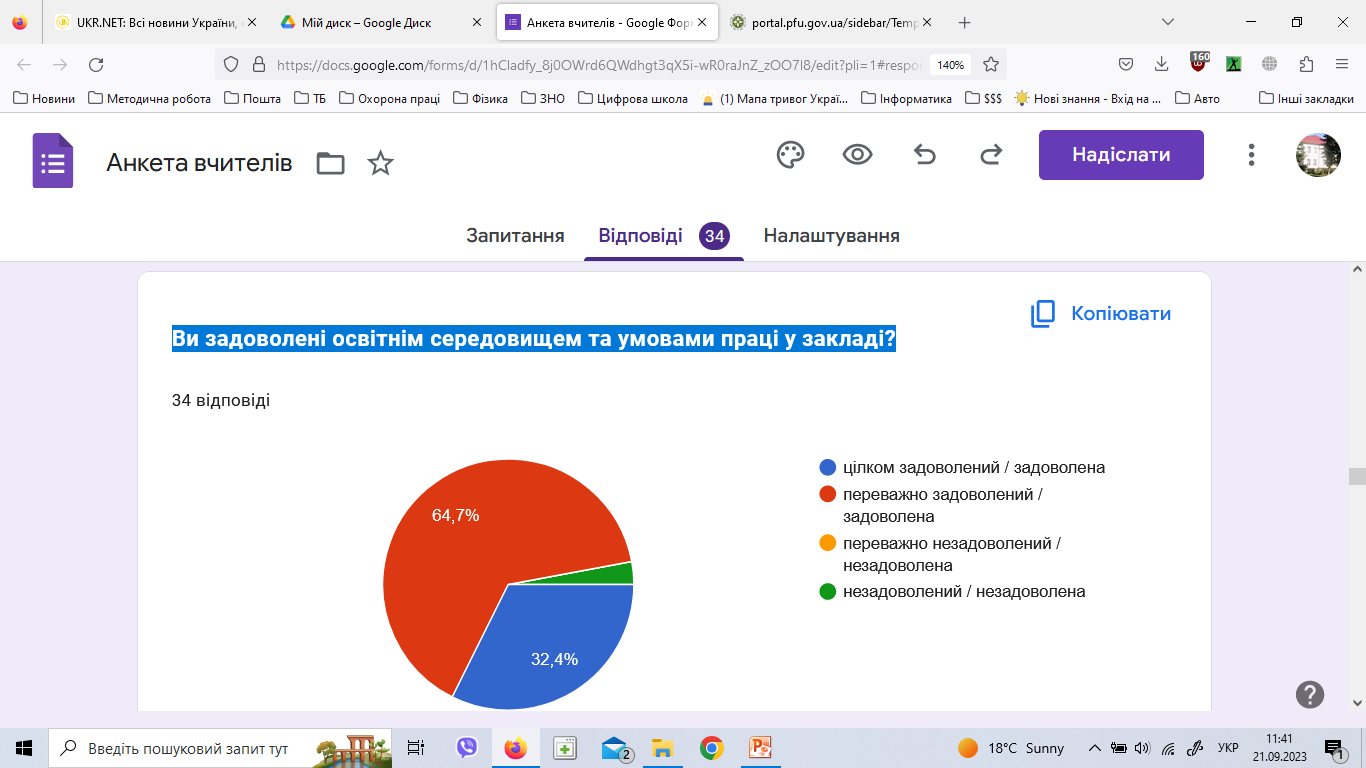 UKR.NET: Всі новини України,
Мій диск – Google Диск
Анкета вчителів - Google Фор
portal.pfu.gov.ua/sidebar/Temp
https://docs.google.com/forms/d/1hCladfy_8j0OWrd6QWdhgt3qX5i-wR0raJnZ_zOO7I8/edit?pli=1#respor
140%
160
Новини
Методична робота
Пошта
ТБ
Охорона праці
Фізика
ЗНО
Цифрова школа
(1) Мапа тривог Украї...
Інформатика
$$$
Нові знання - Вхід на ...
Авто
Інші закладки
Анкета вчителів
Надіслати
Запитання
Відповіді 34
Налаштування
Копіювати
Ви задоволені освітнім середовищем та умовами праці у закладі?
34 відповіді
64,7%
32,4%
цілком задоволений / задоволена
переважно задоволений /
задоволена
переважно незадоволений /
незадоволена
незадоволений / незадоволена
Введіть пошуковий запит тут
2
18°C Sunny
УКР
11:41
21.09.2023
1